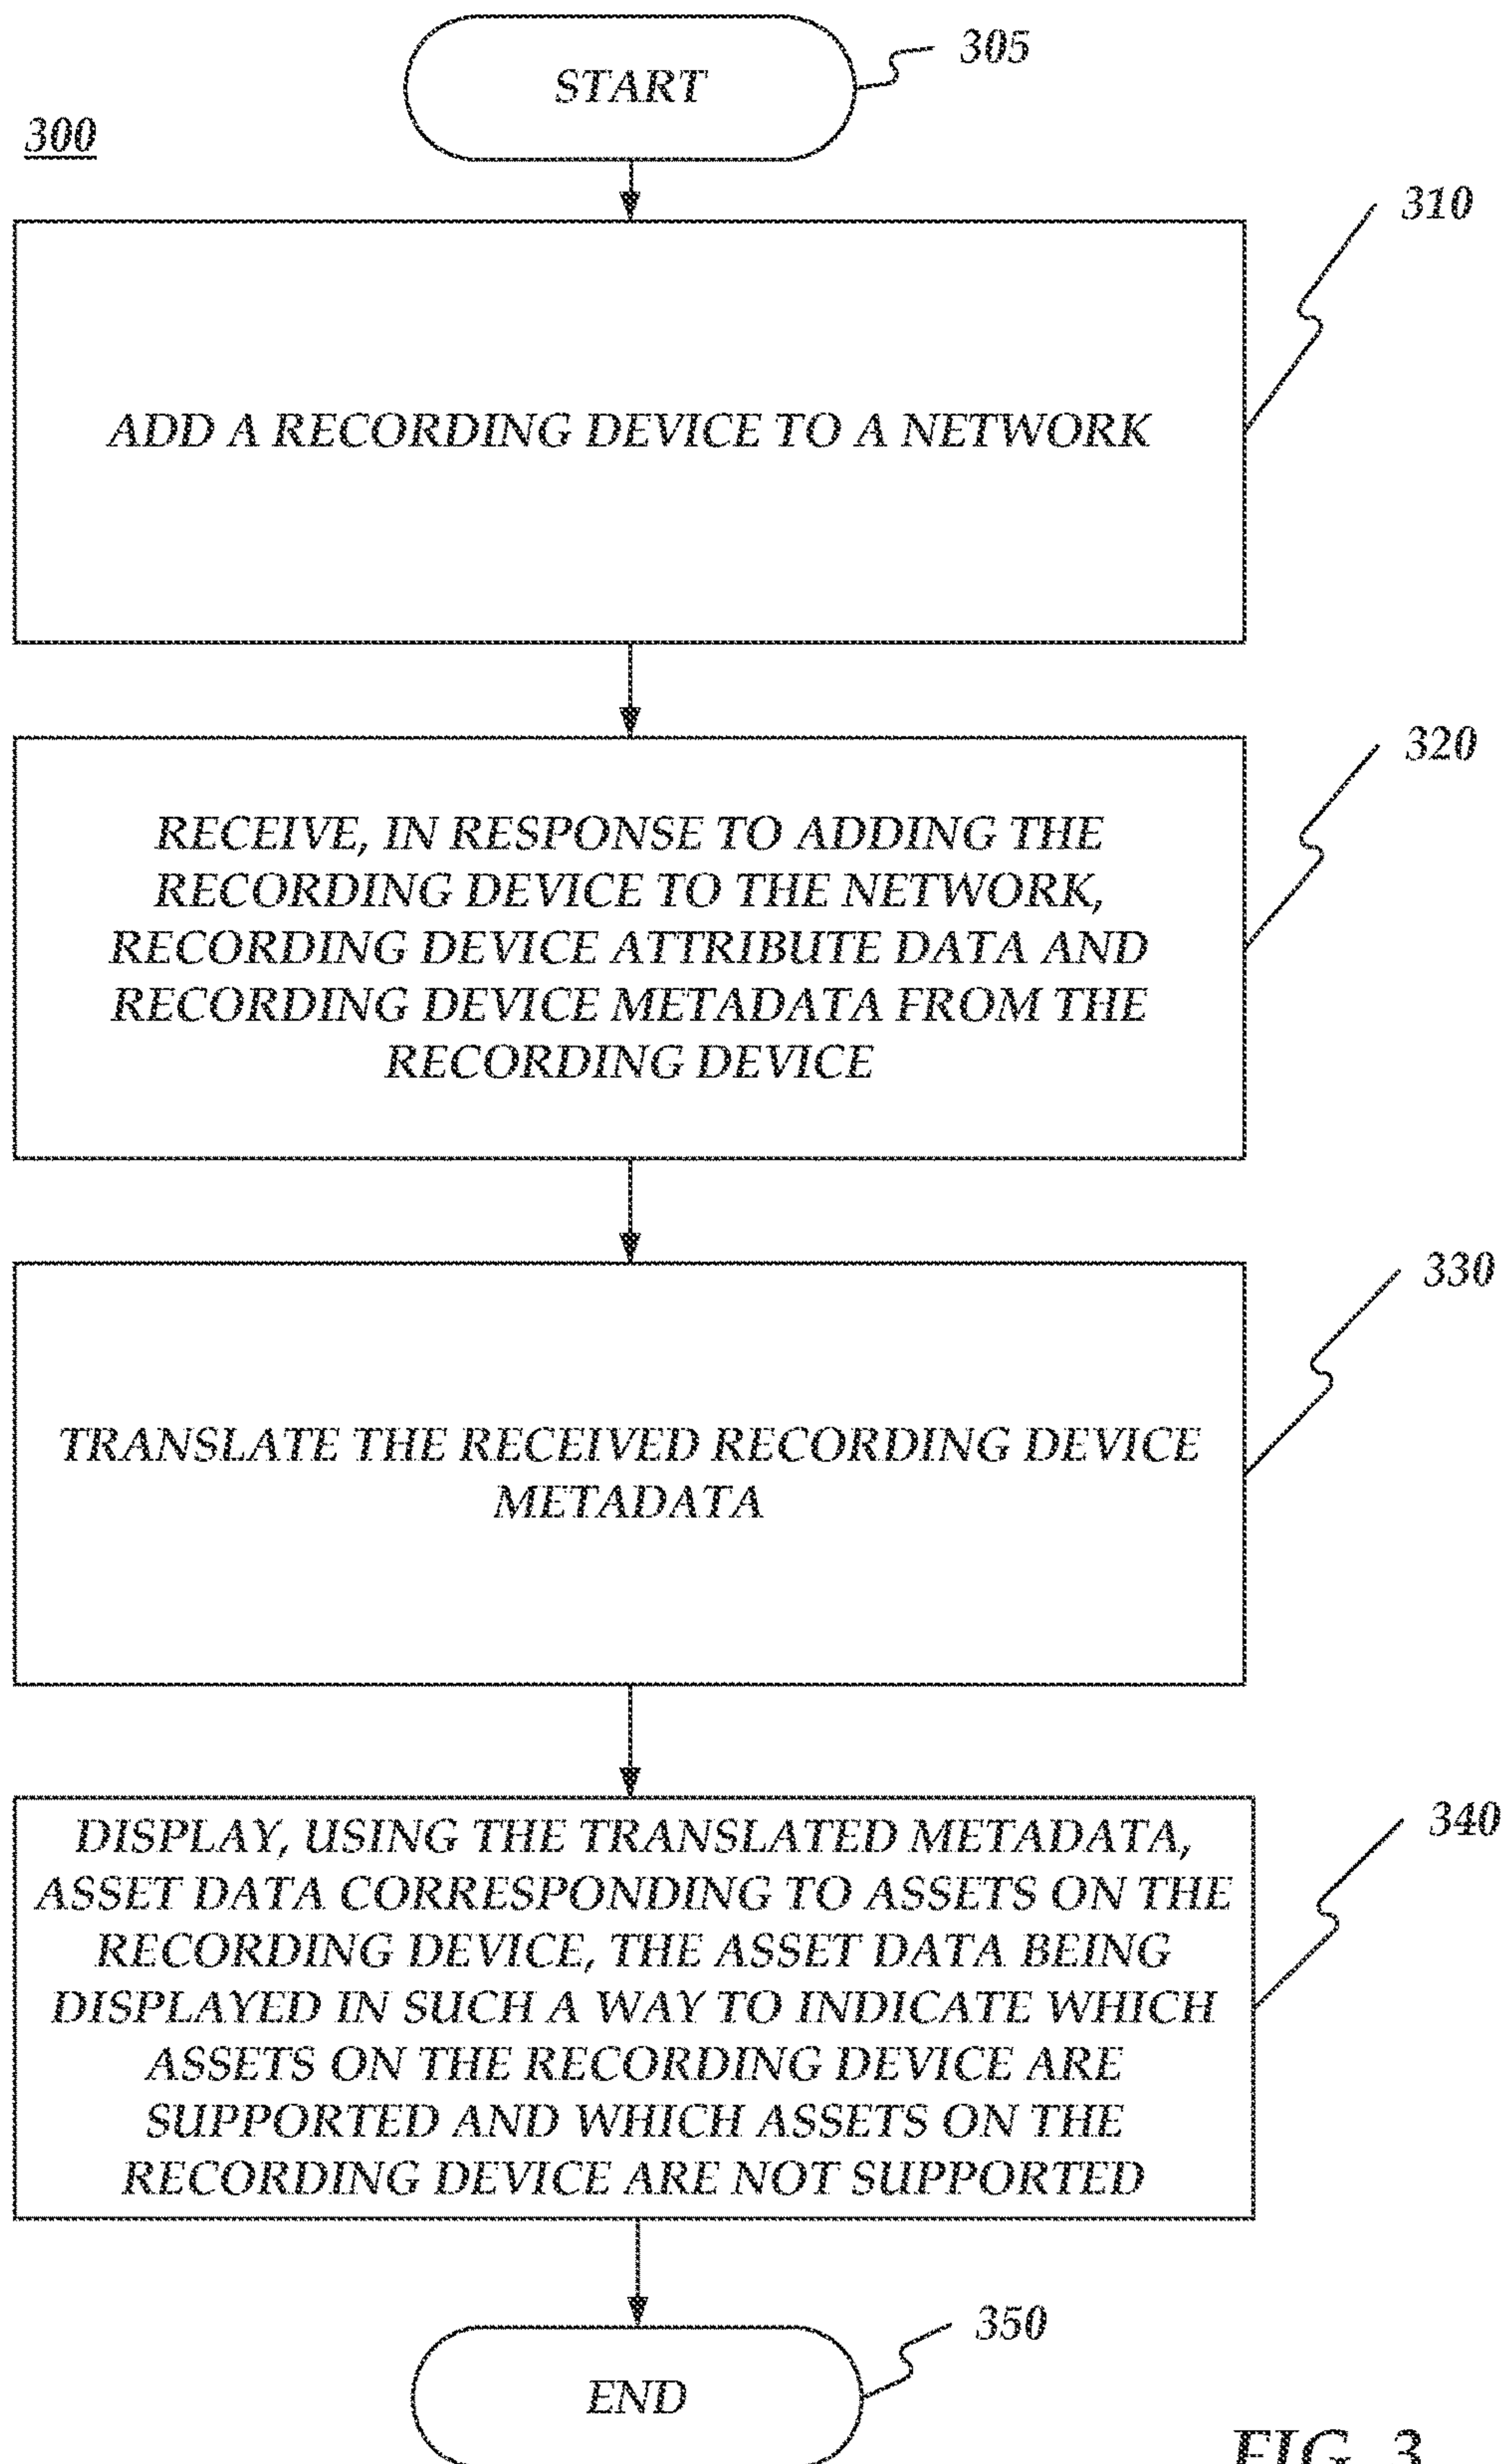 START
305
300
310
ADD A RECORDING DEVICE TO A NETWORK
320
RECEIVE, IN RESPONSE TO ADDING THE
RECORDING DEVICE TO THE NETWORK,
RECORDING DEVICE ATTRIBUTE DATA AND
RECORDING DEVICE METADATA FROM THE
RECORDING DEVICE
330
TRANSLATE THE RECEIVED RECORDING DEVICE
METADATA
340
DISPLAY, USING THE TRANSLATED METADATA,
ASSET DATA CORRESPONDING TO ASSETS ON THE
RECORDING DEVICE, THE ASSET DATA BEING
DISPLAYED IN SUCH A WAY TO INDICATE WHICH
ASSETS ON THE RECORDING DEVICE ARE
SUPPORTED AND WHICH ASSETS ON THE
RECORDING DEVICE ARE NOT SUPPORTED
350
END
FIG. 3